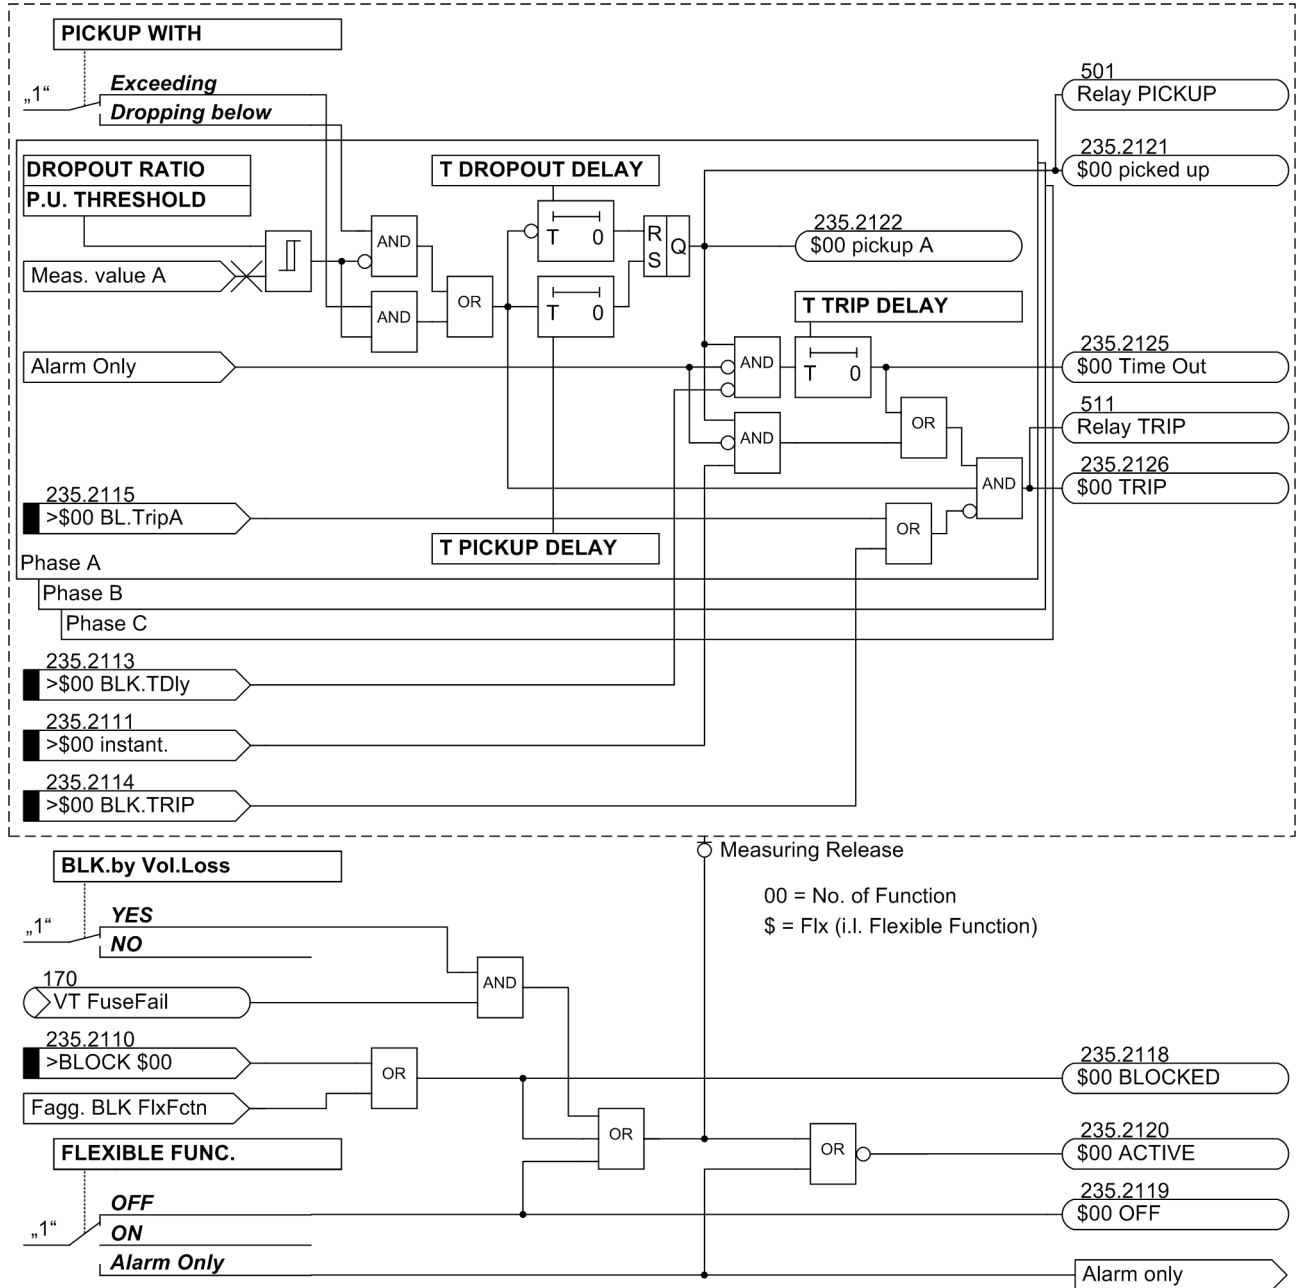 PICKUP WITH
„1“
Exceeding
Dropping below
501
Relay PICKUP
235.2121
$00 picked up
DROPOUT RATIO
P.U. THRESHOLD
T DROPOUT DELAY
Meas. value A
AND
AND
OR
T 0
T 0
R
S
Q
235.2122
$00 pickup A
T TRIP DELAY
Alarm Only
AND
T 0
235.2125
$00 Time Out
AND
OR
511
Relay TRIP
235.2126
$00 TRIP
AND
235.2115
>$00 BL.TripA
OR
T PICKUP DELAY
Phase A
Phase B
Phase C
235.2113
>$00 BLK.TDly
235.2111
>$00 instant.
235.2114
>$00 BLK.TRIP
Measuring Release
BLK.by Vol.Loss
00 = No. of Function
$ = Flx (i.I. Flexible Function)
„1“
YES
NO
AND
170
VT FuseFail
235.2110
>BLOCK $00
OR
235.2118
$00 BLOCKED
Fagg. BLK FlxFctn
OR
OR
235.2120
$00 ACTIVE
FLEXIBLE FUNC.
„1“
OFF
ON
Alarm Only
235.2119
$00 OFF
Alarm only